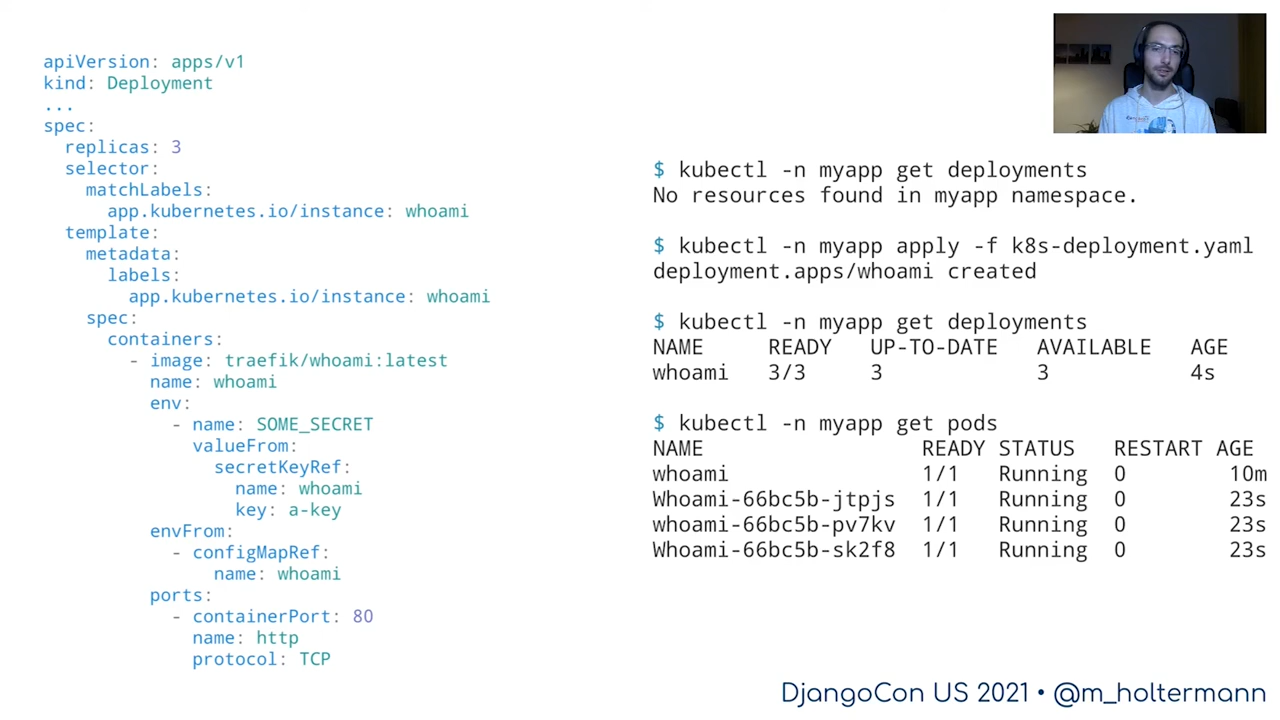 apiVersion: apps/v1
kind: Deployment
...
spec:
  replicas: 3
  selector:
    matchLabels:
      app.kubernetes.io/instance: whoami
  template:
    metadata:
      labels:
        app.kubernetes.io/instance: whoami
    spec:
      containers:
        - image: traefik/whoami:latest
          name: whoami
          env:
            - name: SOME_SECRET
              valueFrom:
                secretKeyRef:
                  name: whoami
                  key: a-key
          envFrom:
            - configMapRef:
                name: whoami
          ports:
            - containerPort: 80
              name: http
              protocol: TCP
$ kubectl -n myapp get deployments
No resources found in myapp namespace.
$ kubectl -n myapp apply -f k8s-deployment.yaml
deployment.apps/whoami created
$ kubectl -n myapp get deployments
NAME     READY   UP-TO-DATE   AVAILABLE   AGE
whoami   3/3     3            3           4s
$ kubectl -n myapp get pods
NAME                 READY STATUS   RESTART AGE
whoami               1/1   Running  0       10m
Whoami-66bc5b-jtpjs  1/1   Running  0       23s
whoami-66bc5b-pv7kv  1/1   Running  0       23s
Whoami-66bc5b-sk2f8  1/1   Running  0       23s
DjangoCon US 2021 • @m_holtermann